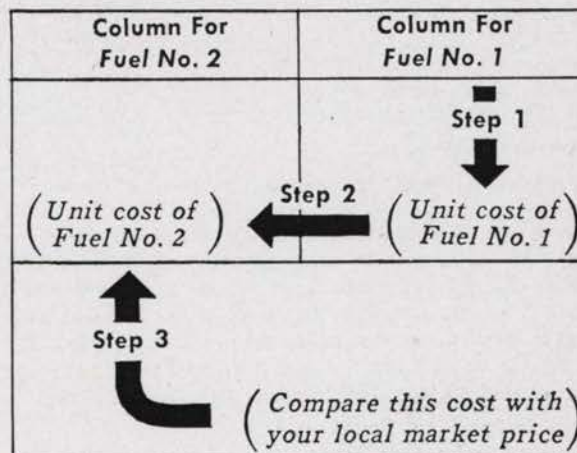 Column For
Fuel No. 2
Column For
Fuel No. 1
Step 1
Step 2
(Unit cost of
Fuel No. 2)
(Unit cost of
Fuel No. 1)
Step 3
(Compare this cost with
your local market price)